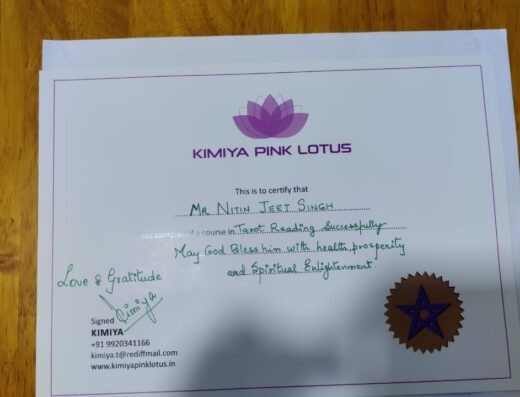 KIMIYA PINK LOTUS
This is to certify that
MR NITIN JEET SINGH
has completed a course in Tarot Reading Successfully
May God Bless him with health, prosperity
and Spiritual Enlightenment.
Love & Gratitude
Kimiya
Signed
KIMIYA
+91 9920341166
kimiya.t@rediffmail.com
www.kimiyapinklotus.in